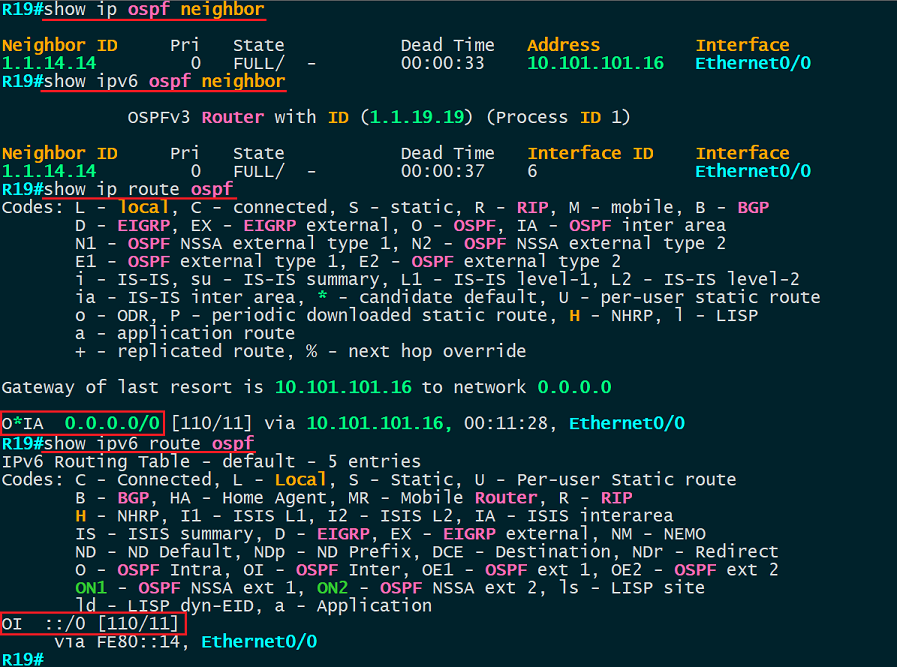 R19#show ip ospf neighbor
Neighbor ID     Pri   State           Dead Time   Address         Interface
1.1.14.14         0   FULL/  -        00:00:33    10.101.101.16   Ethernet0/0
R19#show ipv6 ospf neighbor
            OSPFv3 Router with ID (1.1.19.19) (Process ID 1)
Neighbor ID     Pri   State           Dead Time   Interface ID    Interface
1.1.14.14         0   FULL/  -        00:00:37    6               Ethernet0/0
R19#show ip route ospf
Codes: L - local, C - connected, S - static, R - RIP, M - mobile, B - BGP
       D - EIGRP, EX - EIGRP external, O - OSPF, IA - OSPF inter area
       N1 - OSPF NSSA external type 1, N2 - OSPF NSSA external type 2
       E1 - OSPF external type 1, E2 - OSPF external type 2
       i - IS-IS, su - IS-IS summary, L1 - IS-IS level-1, L2 - IS-IS level-2
       ia - IS-IS inter area, * - candidate default, U - per-user static route
       o - ODR, P - periodic downloaded static route, H - NHRP, l - LISP
       a - application route
       + - replicated route, % - next hop override
Gateway of last resort is 10.101.101.16 to network 0.0.0.0
O*IA  0.0.0.0/0 [110/11] via 10.101.101.16, 00:11:28, Ethernet0/0
R19#show ipv6 route ospf
IPv6 Routing Table - default - 5 entries
Codes: C - Connected, L - Local, S - Static, U - Per-user Static route
       B - BGP, HA - Home Agent, MR - Mobile Router, R - RIP
       H - NHRP, I1 - ISIS L1, I2 - ISIS L2, IA - ISIS interarea
       IS - ISIS summary, D - EIGRP, EX - EIGRP external, NM - NEMO
       ND - ND Default, NDp - ND Prefix, DCE - Destination, NDr - Redirect
       O - OSPF Intra, OI - OSPF Inter, OE1 - OSPF ext 1, OE2 - OSPF ext 2
       ON1 - OSPF NSSA ext 1, ON2 - OSPF NSSA ext 2, ls - LISP site
       ld - LISP dyn-EID, a - Application
OI  ::/0 [110/11]
     via FE80::14, Ethernet0/0
R19#